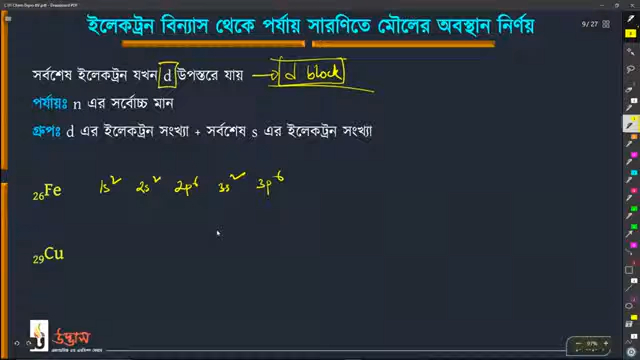 ইলেকট্রন বিন্যাস থেকে পর্যায় সারণিতে মৌলের অবস্থান নির্ণয়
9 / 27
সর্বশেষ ইলেকট্রন যখন d উপস্তরে যায় → d block
পর্যায়ঃ n এর সর্বোচ্চ মান
গ্রুপঃ d এর ইলেকট্রন সংখ্যা + সর্বশেষ s এর ইলেকট্রন সংখ্যা
₂₆Fe 1s² 2s² 2p⁶ 3s² 3p⁶
₂₉Cu
উদ্ভাস
97%